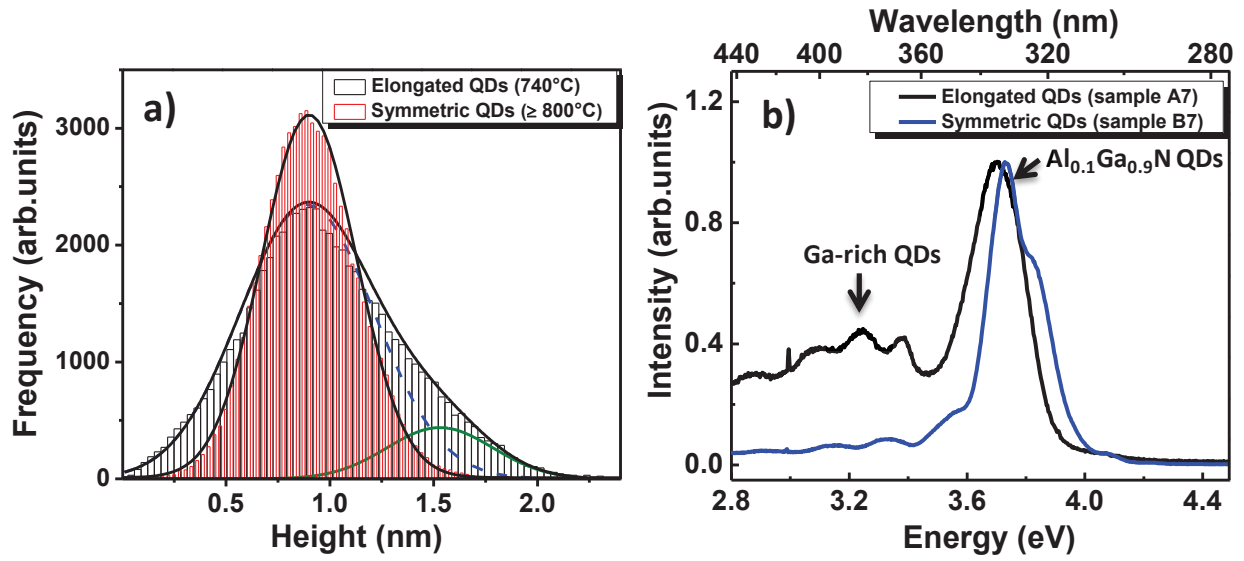 a)
Elongated QDs (740°C)
Symmetric QDs (≥ 800°C)
Frequency (arb.units)
3000
2000
1000
0
0.5 1.0 1.5 2.0
Height (nm)
Wavelength (nm)
440 400 360 320 280
b)
Elongated QDs (sample A7)
Symmetric QDs (sample B7)
Al0.1Ga0.9N QDs
Ga-rich QDs
Intensity (arb.units)
1.2
0.8
0.4
0.0
2.8 3.2 3.6 4.0 4.4
Energy (eV)